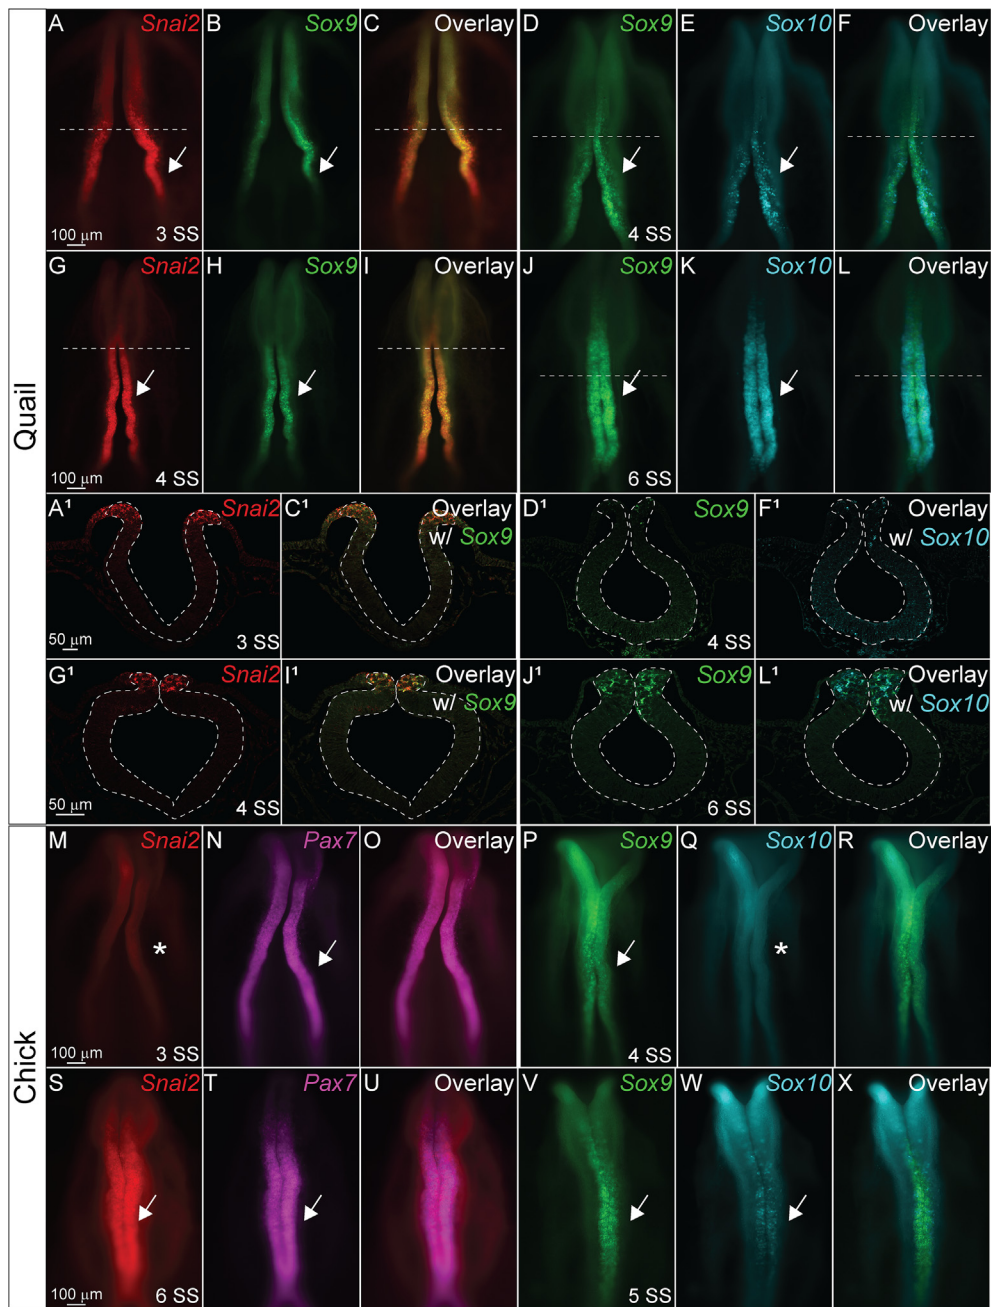 Quail
A Snai2
B Sox9
C Overlay
D Sox9
E Sox10
F Overlay
100 µm 3 SS
4 SS
G Snai2
H Sox9
I Overlay
J Sox9
K Sox10
L Overlay
100 µm 4 SS
6 SS
A¹ Snai2
C¹ Overlay
w/ Sox9
D¹ Sox9
F¹ Overlay
w/ Sox10
50 µm 3 SS
4 SS
G¹ Snai2
I¹ Overlay
w/ Sox9
J¹ Sox9
L¹ Overlay
w/ Sox10
50 µm 4 SS
6 SS
Chick
M Snai2
N Pax7
O Overlay
P Sox9
Q Sox10
R Overlay
*
*
100 µm 3 SS
4 SS
S Snai2
T Pax7
U Overlay
V Sox9
W Sox10
X Overlay
100 µm 6 SS
5 SS